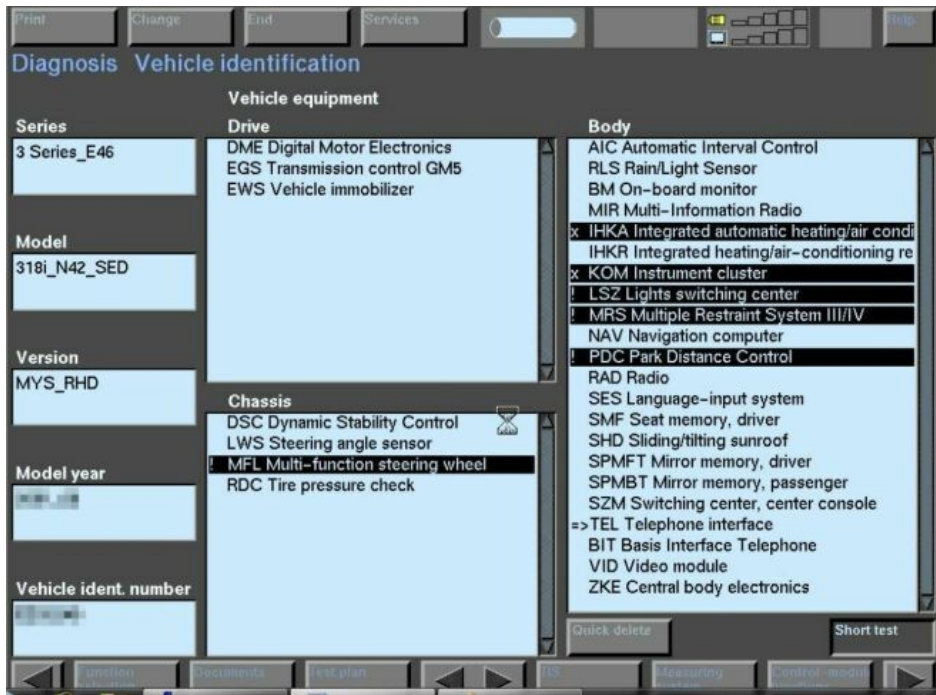 Print
Change
End
Services
Help
Diagnosis Vehicle identification
Vehicle equipment
Series
3 Series_E46
Model
318i_N42_SED
Version
MYS_RHD
Model year
Vehicle ident. number
Drive
DME Digital Motor Electronics
EGS Transmission control GM5
EWS Vehicle immobilizer
Chassis
DSC Dynamic Stability Control
LWS Steering angle sensor
! MFL Multi-function steering wheel
RDC Tire pressure check
Body
AIC Automatic Interval Control
RLS Rain/Light Sensor
BM On-board monitor
MIR Multi-Information Radio
x IHKA Integrated automatic heating/air condi
IHKR Integrated heating/air-conditioning re
x KOM Instrument cluster
! LSZ Lights switching center
! MRS Multiple Restraint System III/IV
NAV Navigation computer
! PDC Park Distance Control
RAD Radio
SES Language-input system
SMF Seat memory, driver
SHD Sliding/tilting sunroof
SPMFT Mirror memory, driver
SPMBT Mirror memory, passenger
SZM Switching center, center console
=>TEL Telephone interface
BIT Basis Interface Telephone
VID Video module
ZKE Central body electronics
Quick delete
Short test
Function
Documents
Test plan
TIS
Measuring
system
Control-module
functions